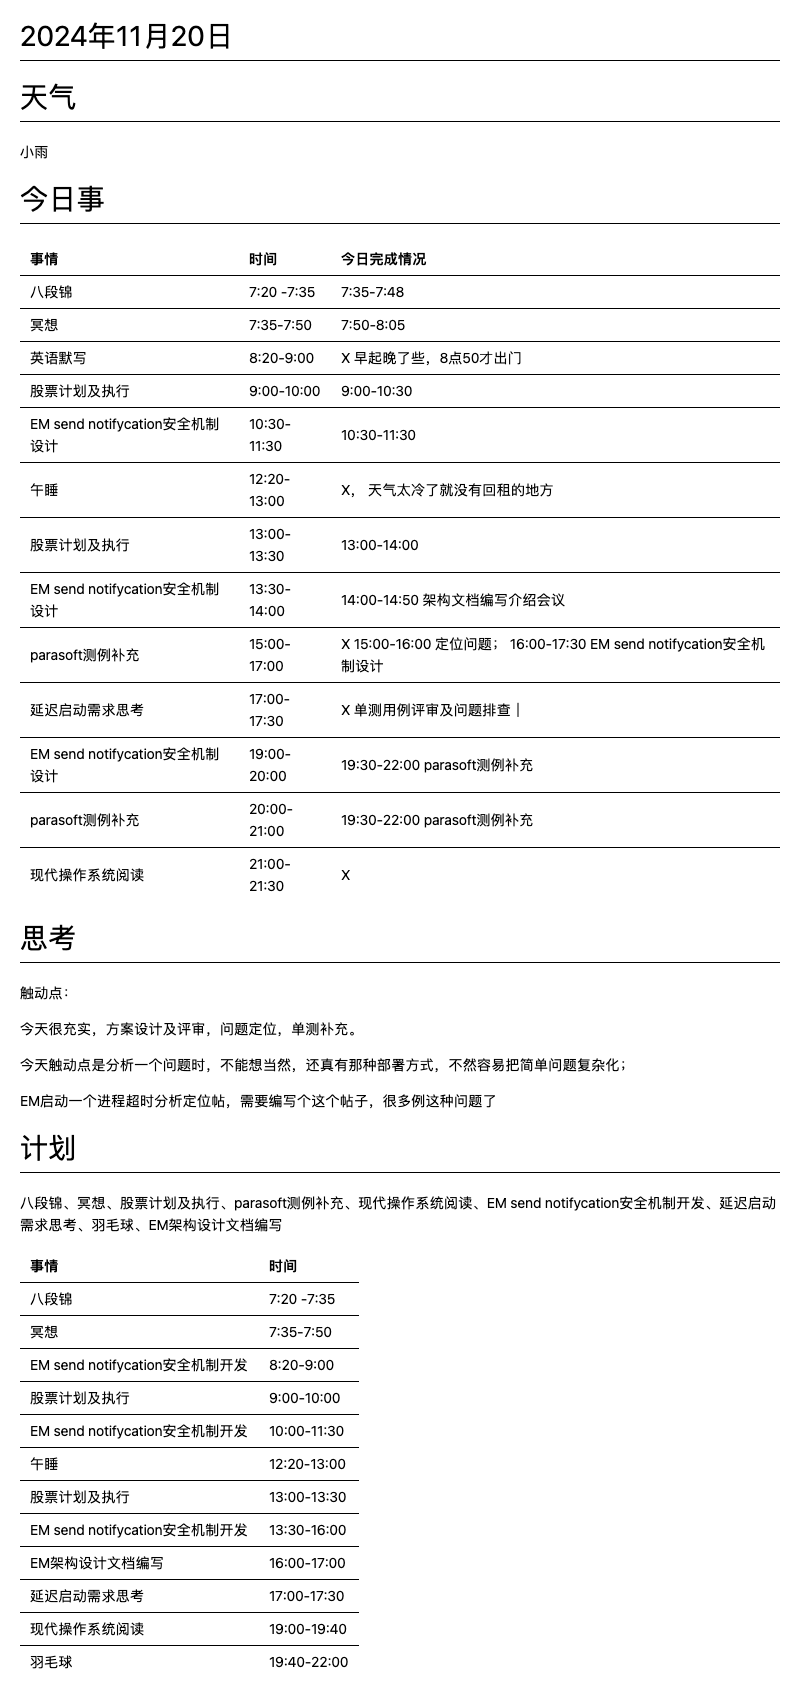 2024年11月20日
天气
小雨
今日事
事情 时间 今日完成情况
八段锦 7:20 -7:35 7:35-7:48
冥想 7:35-7:50 7:50-8:05
英语默写 8:20-9:00 X 早起晚了些，8点50才出门
股票计划及执行 9:00-10:00 9:00-10:30
EM send notifycation安全机制
设计
10:30-
11:30
10:30-11:30
午睡
12:20-
13:00
X， 天气太冷了就没有回租的地方
股票计划及执行
13:00-
13:30
13:00-14:00
EM send notifycation安全机制
设计
13:30-
14:00
14:00-14:50 架构文档编写介绍会议
parasoft测例补充
15:00-
17:00
X 15:00-16:00 定位问题； 16:00-17:30 EM send notifycation安全机
制设计
延迟启动需求思考
17:00-
17:30
X 单测用例评审及问题排查 |
EM send notifycation安全机制
设计
19:00-
20:00
19:30-22:00 parasoft测例补充
parasoft测例补充
20:00-
21:00
19:30-22:00 parasoft测例补充
现代操作系统阅读
21:00-
21:30
X
思考
触动点：
今天很充实，方案设计及评审，问题定位，单测补充。
今天触动点是分析一个问题时，不能想当然，还真有那种部署方式，不然容易把简单问题复杂化；
EM启动一个进程超时分析定位帖，需要编写个这个帖子，很多例这种问题了
计划
八段锦、冥想、股票计划及执行、parasoft测例补充、现代操作系统阅读、EM send notifycation安全机制开发、延迟启动
需求思考、羽毛球、EM架构设计文档编写
事情 时间
八段锦 7:20 -7:35
冥想 7:35-7:50
EM send notifycation安全机制开发 8:20-9:00
股票计划及执行 9:00-10:00
EM send notifycation安全机制开发 10:00-11:30
午睡 12:20-13:00
股票计划及执行 13:00-13:30
EM send notifycation安全机制开发 13:30-16:00
EM架构设计文档编写 16:00-17:00
延迟启动需求思考 17:00-17:30
现代操作系统阅读 19:00-19:40
羽毛球 19:40-22:00